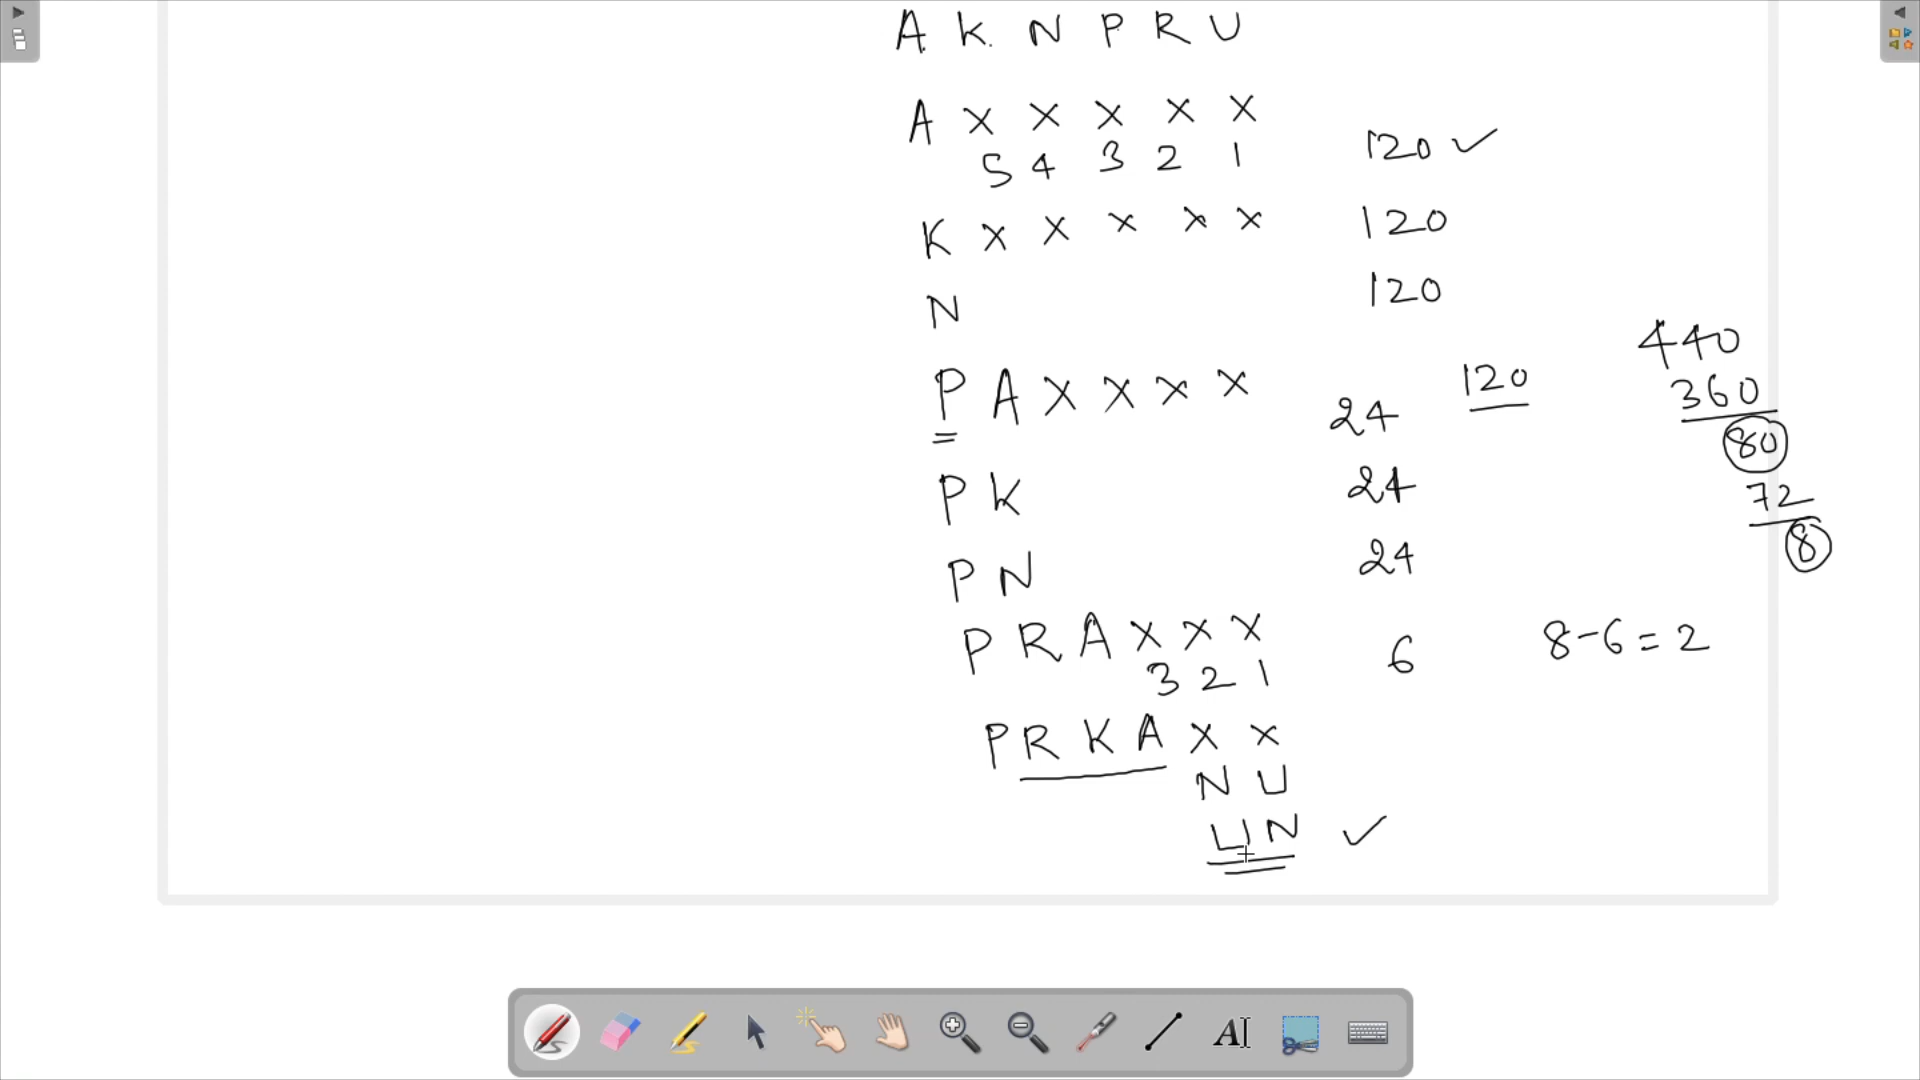 A K N P R U
A X X X X X
5 4 3 2 1 120 ✓
K X X X X X 120
N 120
P A X X X X 24 120
P K 24
P N 24
440
360
80
72
8
P R A X X X 6 8-6=2
3 2 1
P R K A X X
N U
U N ✓
AI